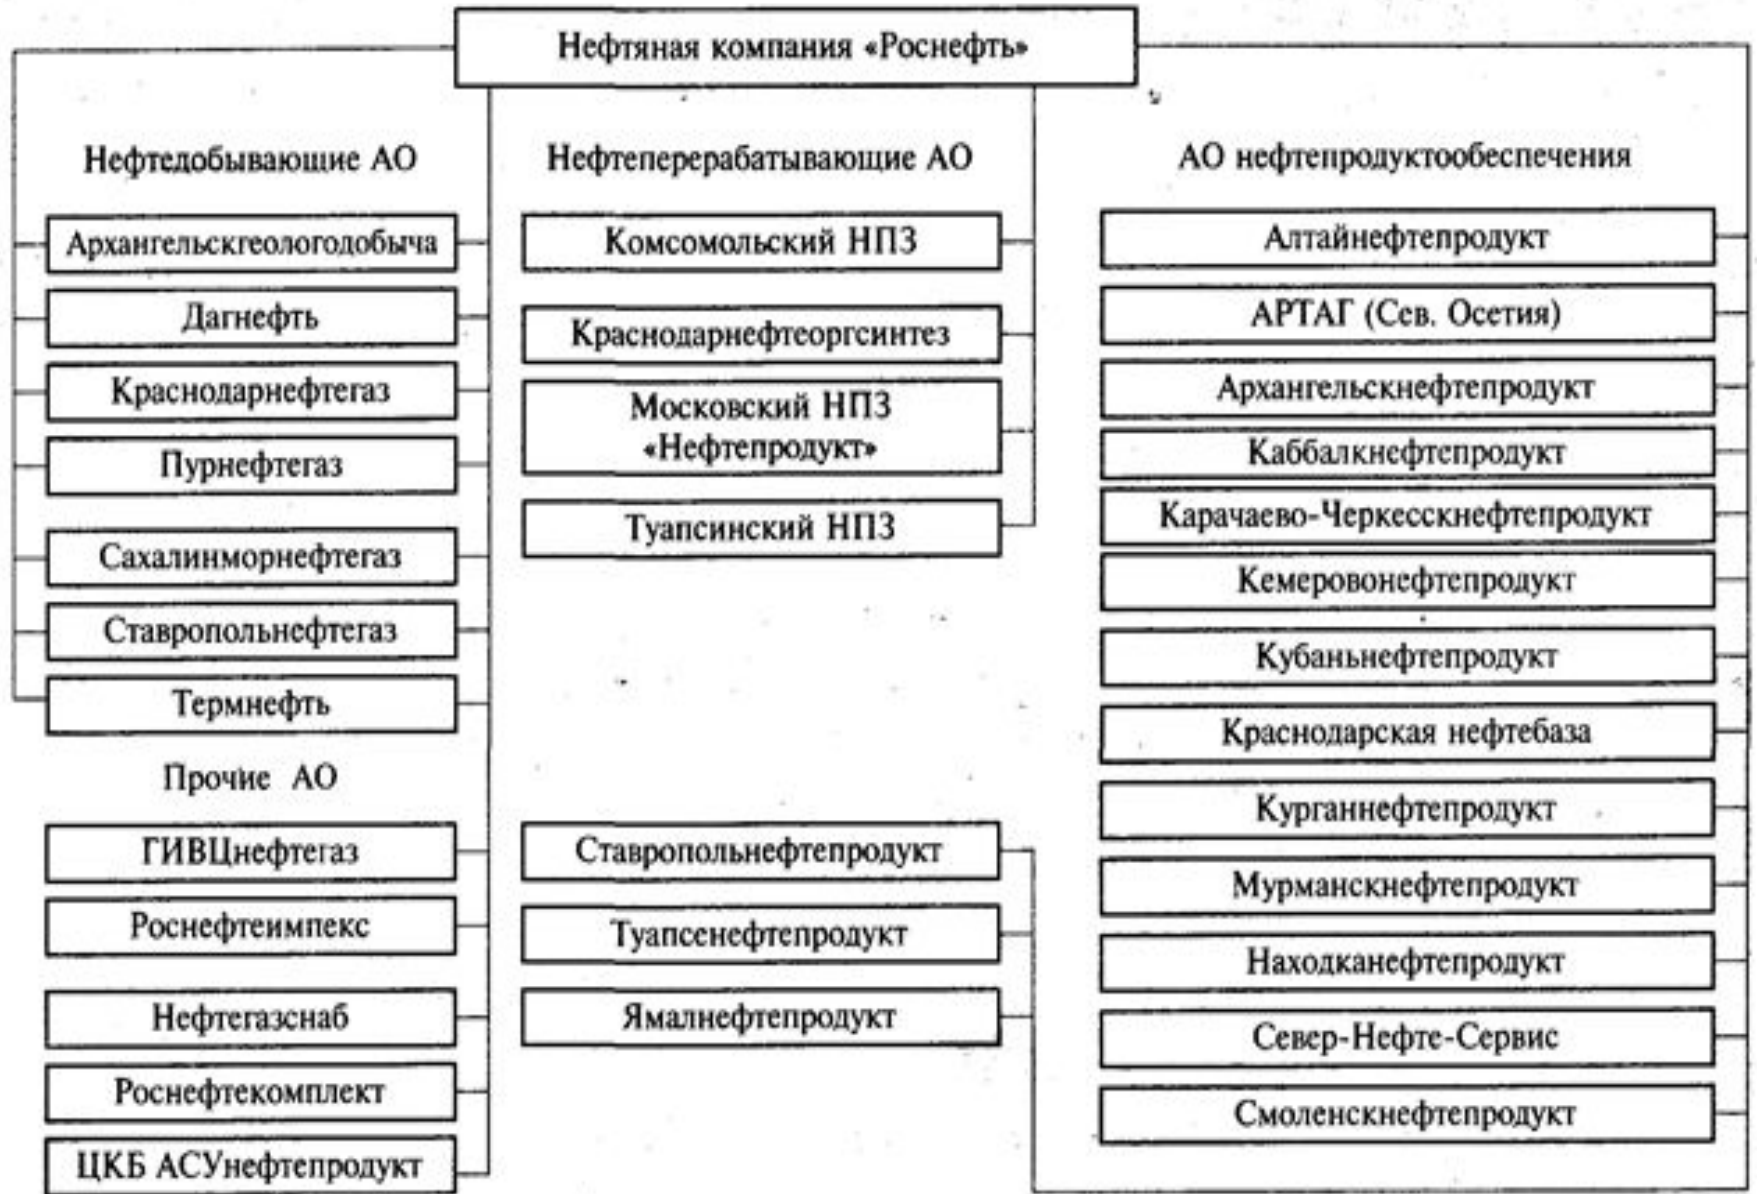 Нефтяная компания «Роснефть»
Нефтедобывающие АО
Архангельскгеологодобыча
Дагнефть
Краснодарнефтегаз
Пурнефтегаз
Сахалинморнефтегаз
Ставропольнефтегаз
Термнефть
Прочие АО
ГИВЦнефтегаз
Роснефтеимпекс
Нефтегазснаб
Роснефтекомплект
ЦКБ АСУнефтепродукт
Нефтеперерабатывающие АО
Комсомольский НПЗ
Краснодарнефтеоргсинтез
Московский НПЗ
«Нефтепродукт»
Туапсинский НПЗ
Ставропольнефтепродукт
Туапсенефтепродукт
Ямалнефтепродукт
АО нефтепродуктообеспечения
Алтайнефтепродукт
АРТАГ (Сев. Осетия)
Архангельскнефтепродукт
Каббалкнефтепродукт
Карачаево-Черкесскнефтепродукт
Кемеровонефтепродукт
Кубаньнефтепродукт
Краснодарская нефтебаза
Курганнефтепродукт
Мурманскнефтепродукт
Находканефтепродукт
Север-Нефте-Сервис
Смоленскнефтепродукт